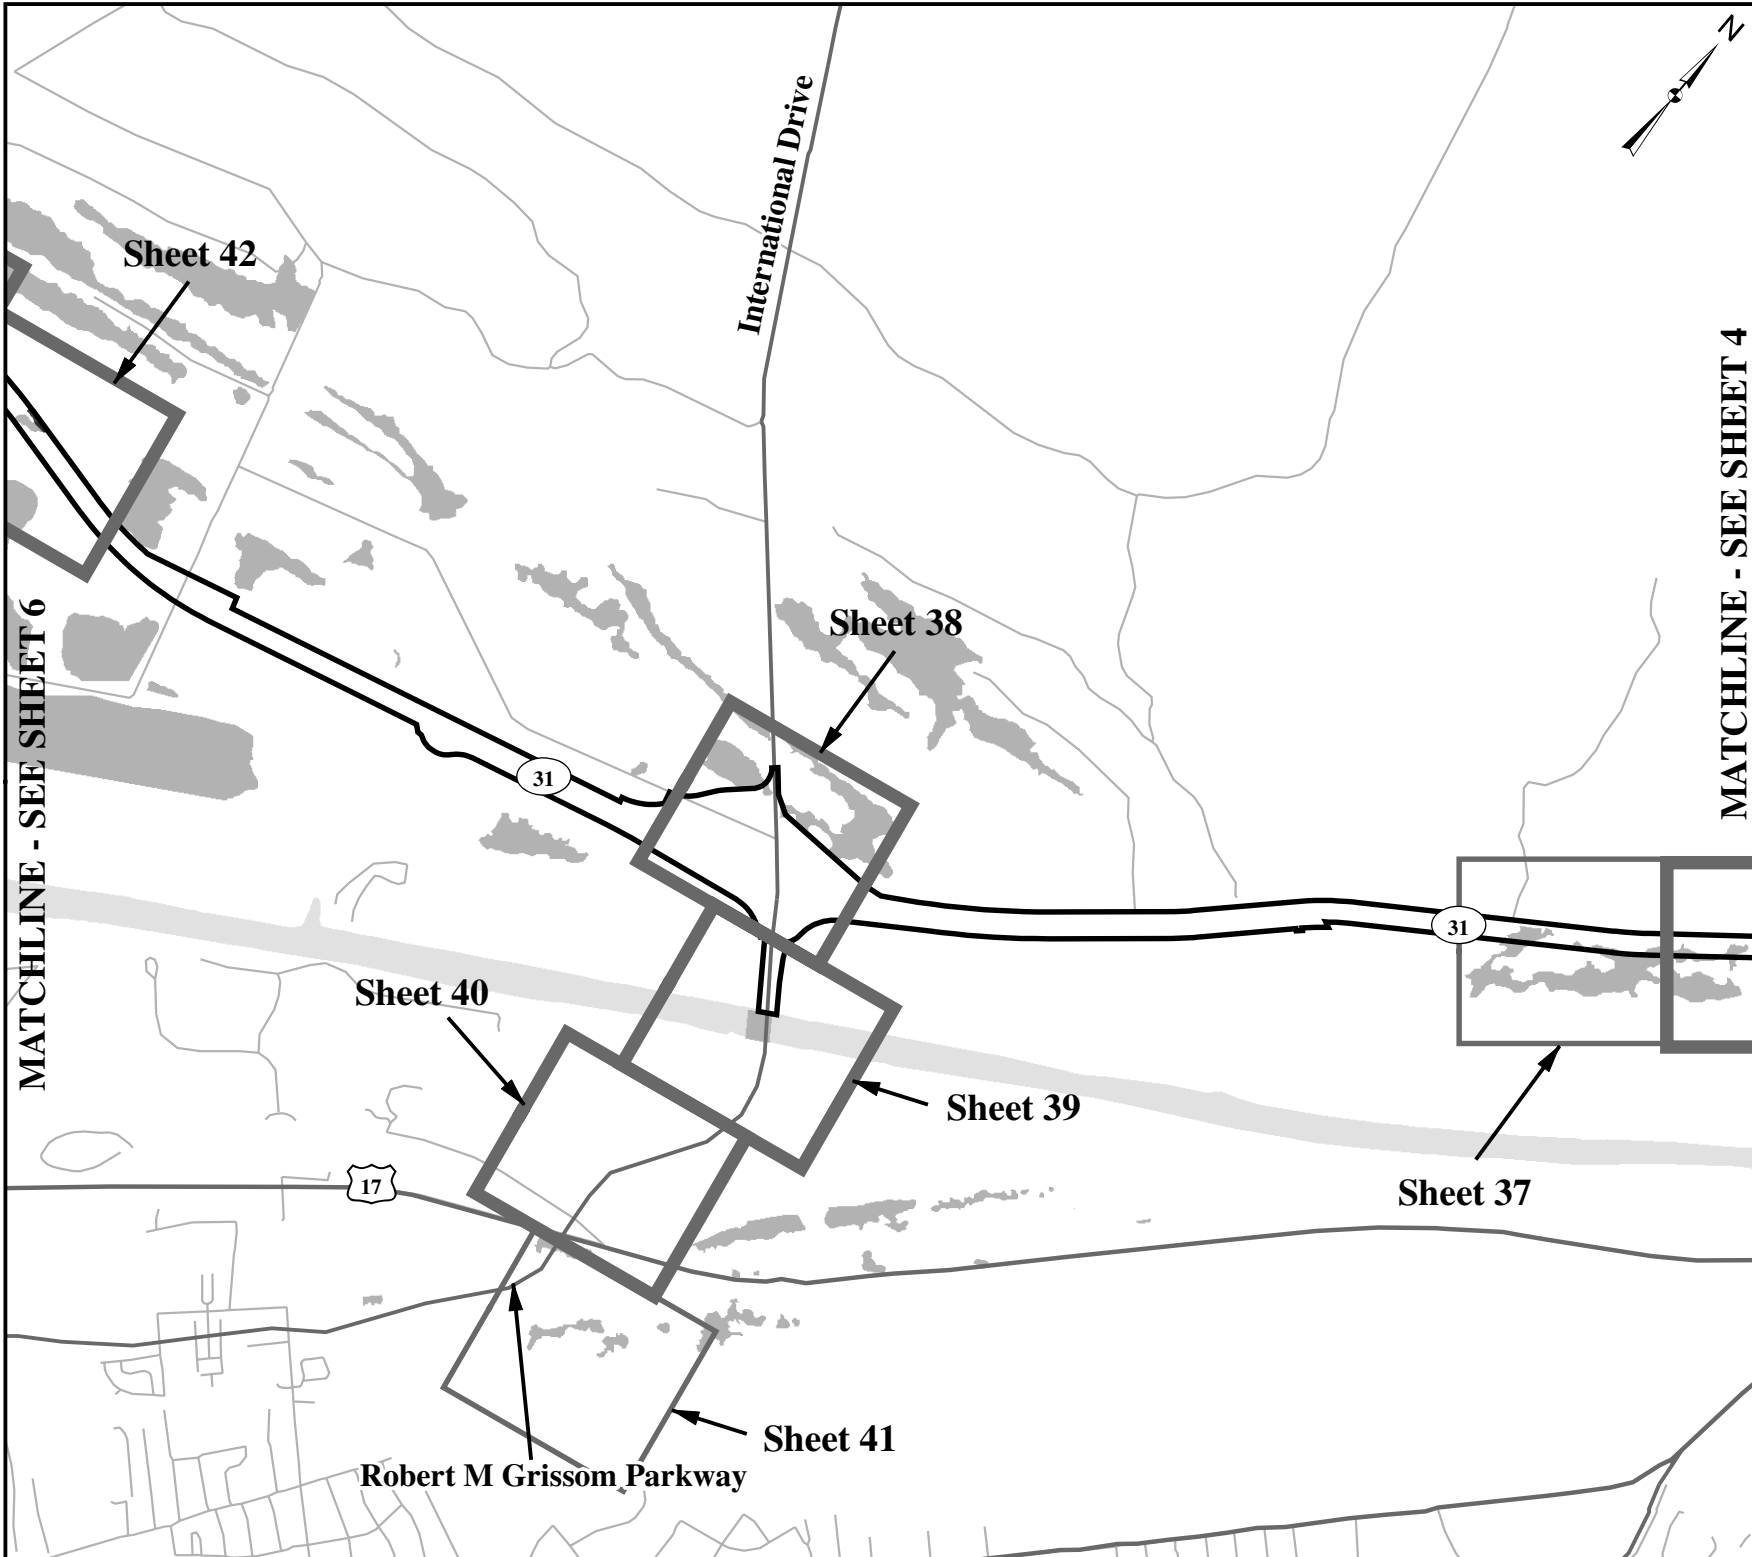 N
International Drive
Sheet 42
MATCHLINE - SEE SHEET 4
Sheet 38
MATCHLINE - SEE SHEET 6
31
31
Sheet 40
Sheet 39
17
Sheet 37
Sheet 41
Robert M Grissom Parkway